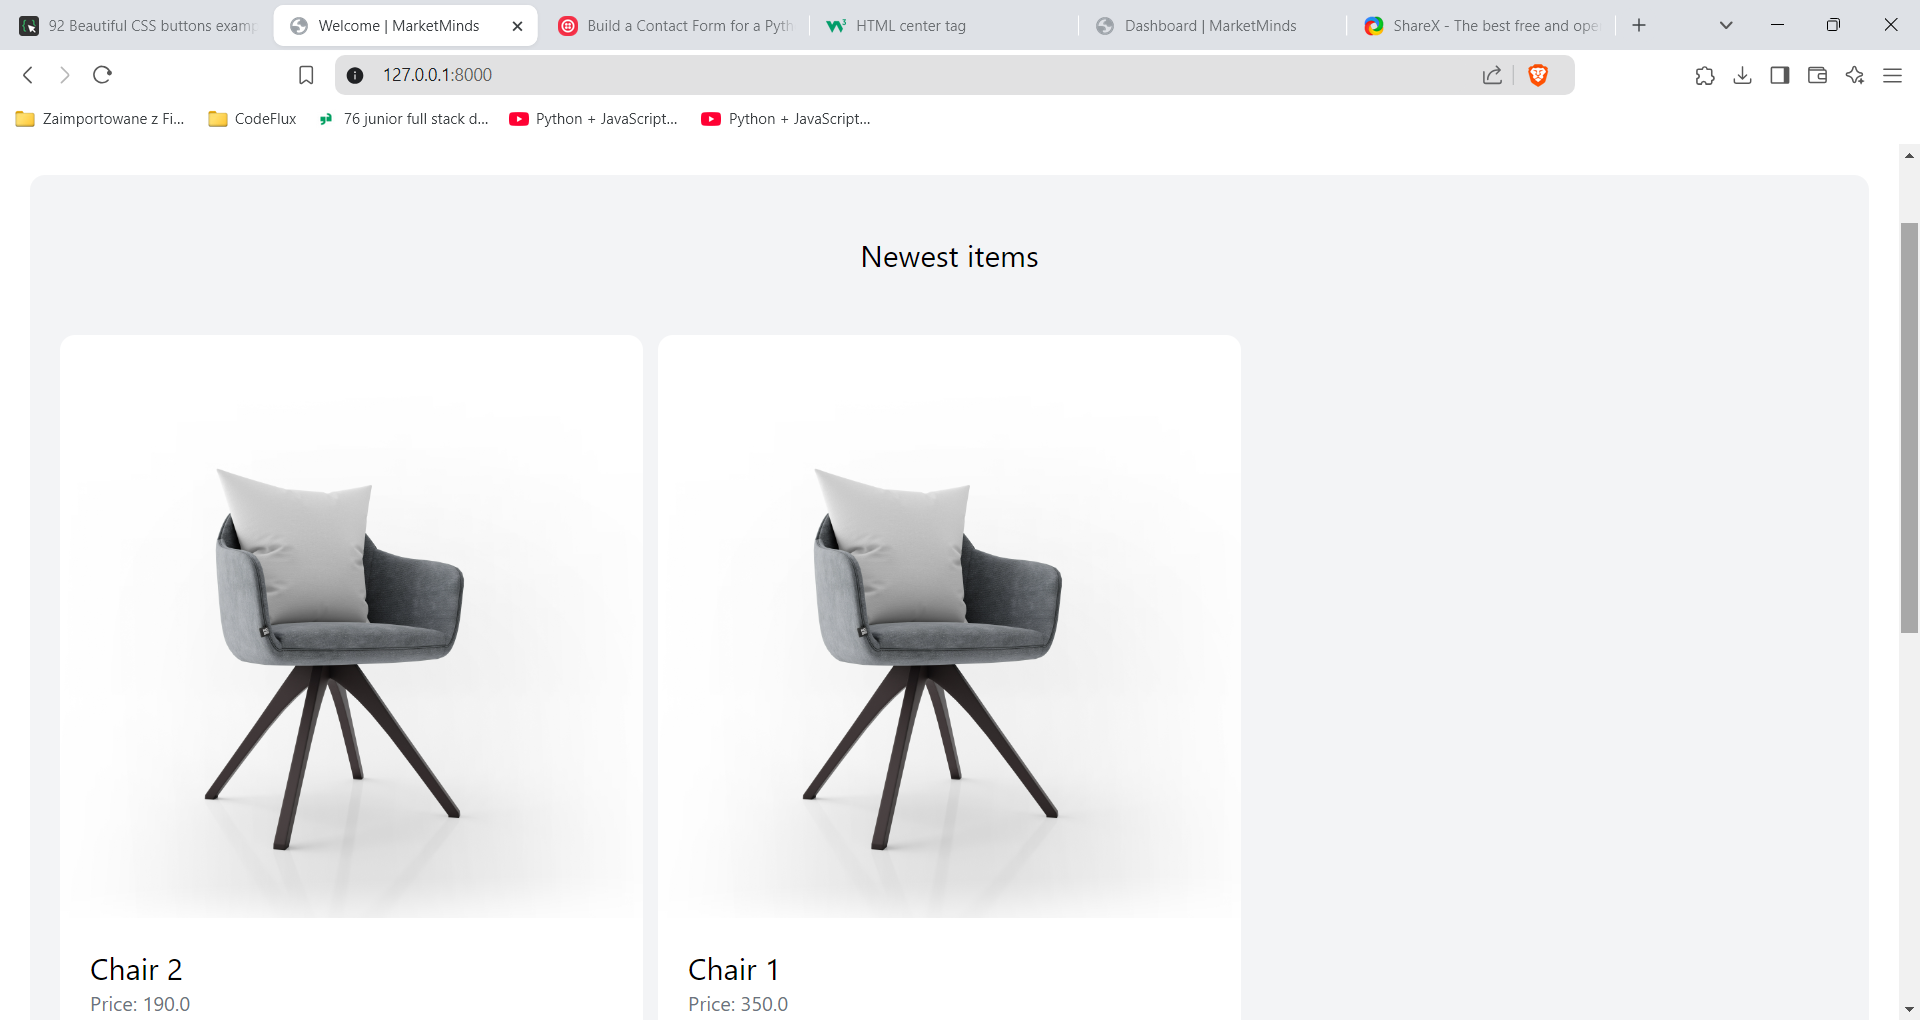 92 Beautiful CSS buttons examp
Welcome | MarketMinds
Build a Contact Form for a Pyth
HTML center tag
Dashboard | MarketMinds
ShareX - The best free and ope
127.0.0.1:8000
Zaimportowane z Fi...
CodeFlux
76 junior full stack d...
Python + JavaScript...
Python + JavaScript...
Newest items
Chair 2
Price: 190.0
Chair 1
Price: 350.0